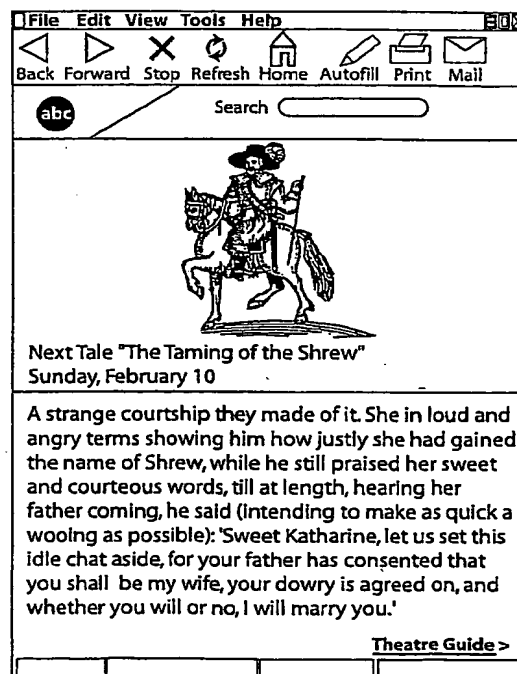 File Edit View Tools Help
Back Forward Stop Refresh Home Autofill Print Mail
abc
Search
Next Tale "The Taming of the Shrew"
Sunday, February 10
A strange courtship they made of it. She in loud and
angry terms showing him how justly she had gained
the name of Shrew, while he still praised her sweet
and courteous words, till at length, hearing her
father coming, he said (intending to make as quick a
wooing as possible): 'Sweet Katharine, let us set this
idle chat aside, for your father has consented that
you shall be my wife, your dowry is agreed on, and
whether you will or no, I will marry you.'
Theatre Guide >